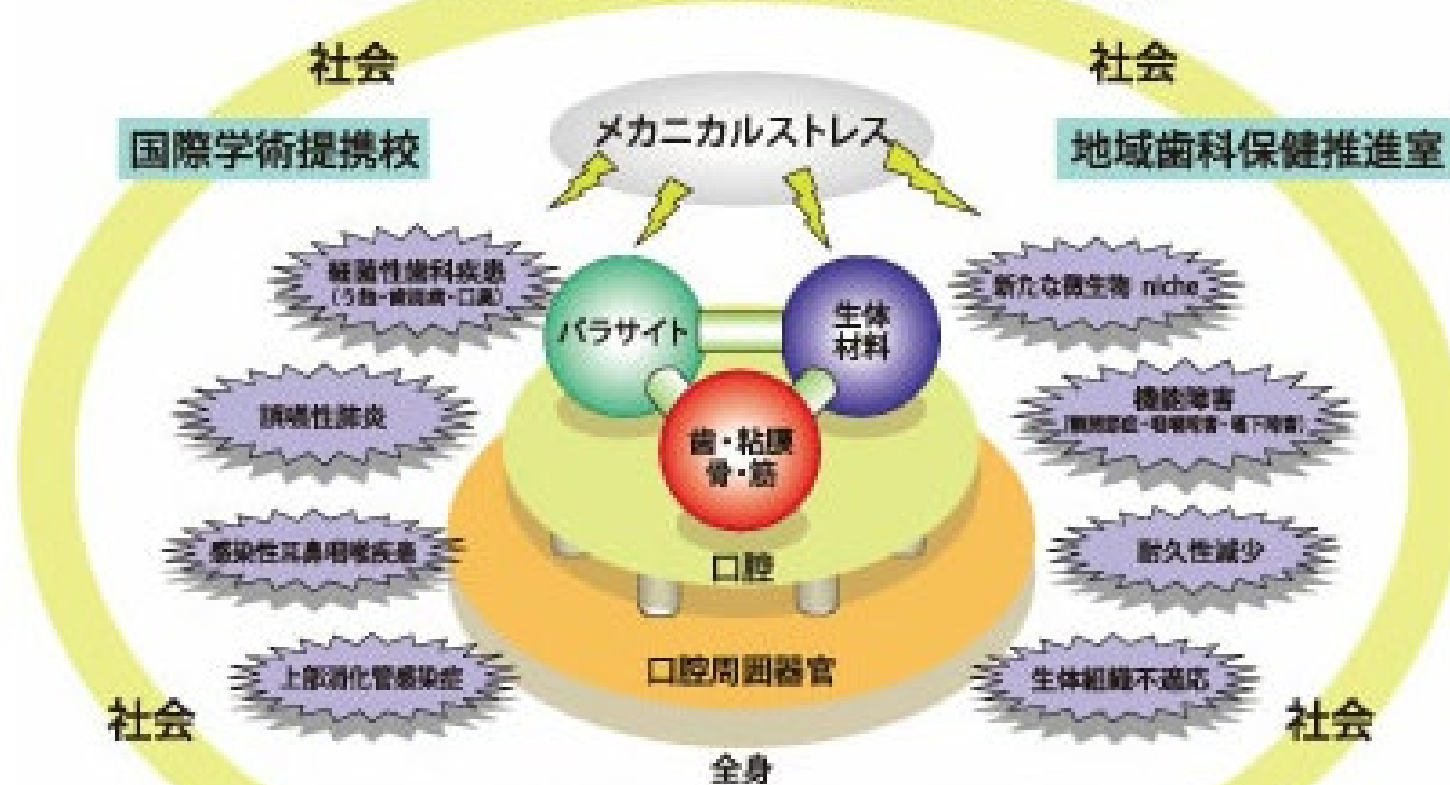 社会
社会
メカニカルストレス
国際学術提携校
地域歯科保健推進室
細菌性歯科疾患
(う蝕・歯周病・口臭)
新たな微生物 niche
パラサイト
生体
材料
誤嚥性肺炎
機能障害
歯・粘膜
骨・筋
感染性耳鼻咽喉疾患
耐久性減少
口腔
上部消化管感染症
口腔周囲器官
生体組織不適応
社会
社会
全身